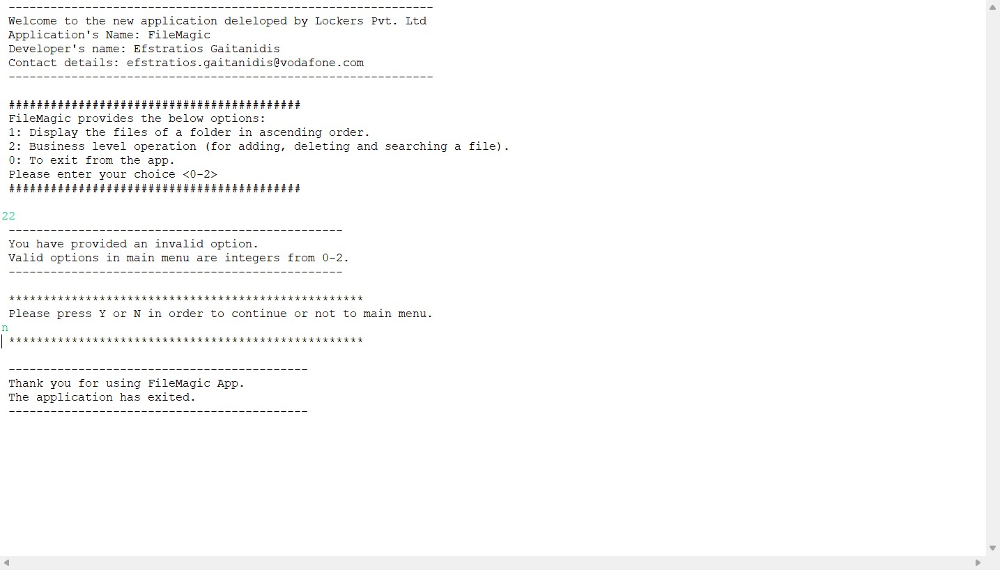 -------------------------------------------------------------
Welcome to the new application deleloped by Lockers Pvt. Ltd
Application's Name: FileMagic
Developer's name: Efstratios Gaitanidis
Contact details: efstratios.gaitanidis@vodafone.com
-------------------------------------------------------------
##########################################
FileMagic provides the below options:
1: Display the files of a folder in ascending order.
2: Business level operation (for adding, deleting and searching a file).
0: To exit from the app.
Please enter your choice <0-2>
##########################################
22
------------------------------------------------
You have provided an invalid option.
Valid options in main menu are integers from 0-2.
------------------------------------------------
***************************************************
Please press Y or N in order to continue or not to main menu.
n
***************************************************
-------------------------------------------
Thank you for using FileMagic App.
The application has exited.
-------------------------------------------